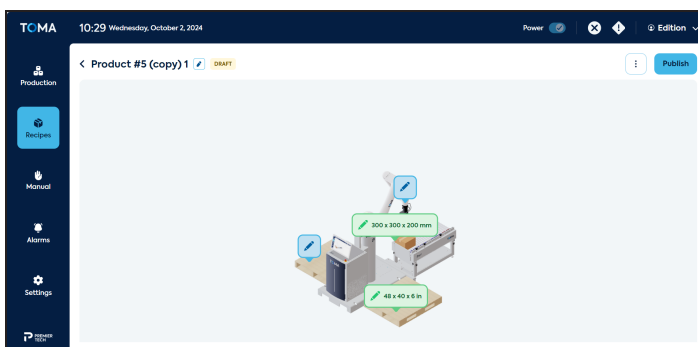 TOMA
10:29 Wednesday, October 2, 2024
Power
Edition
Product #5 (copy) 1
DRAFT
Publish
Production
Recipes
Manual
Alarms
Settings
300 x 300 x 200 mm
TOMA
48 x 40 x 6 in
PREMIER
TECH